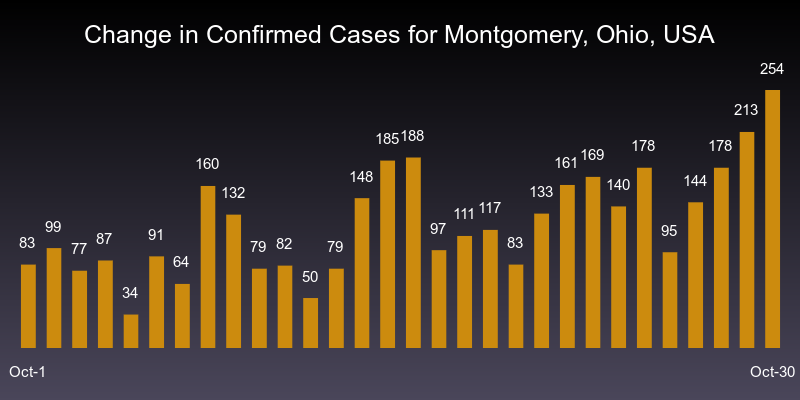 Change in Confirmed Cases for Montgomery, Ohio, USA
83 99 77 87 34 91 64 160 132 79 82 50 79 148 185 188 97 111 117 83 133 161 169 140 178 95 144 178 213 254
Oct-1 Oct-30